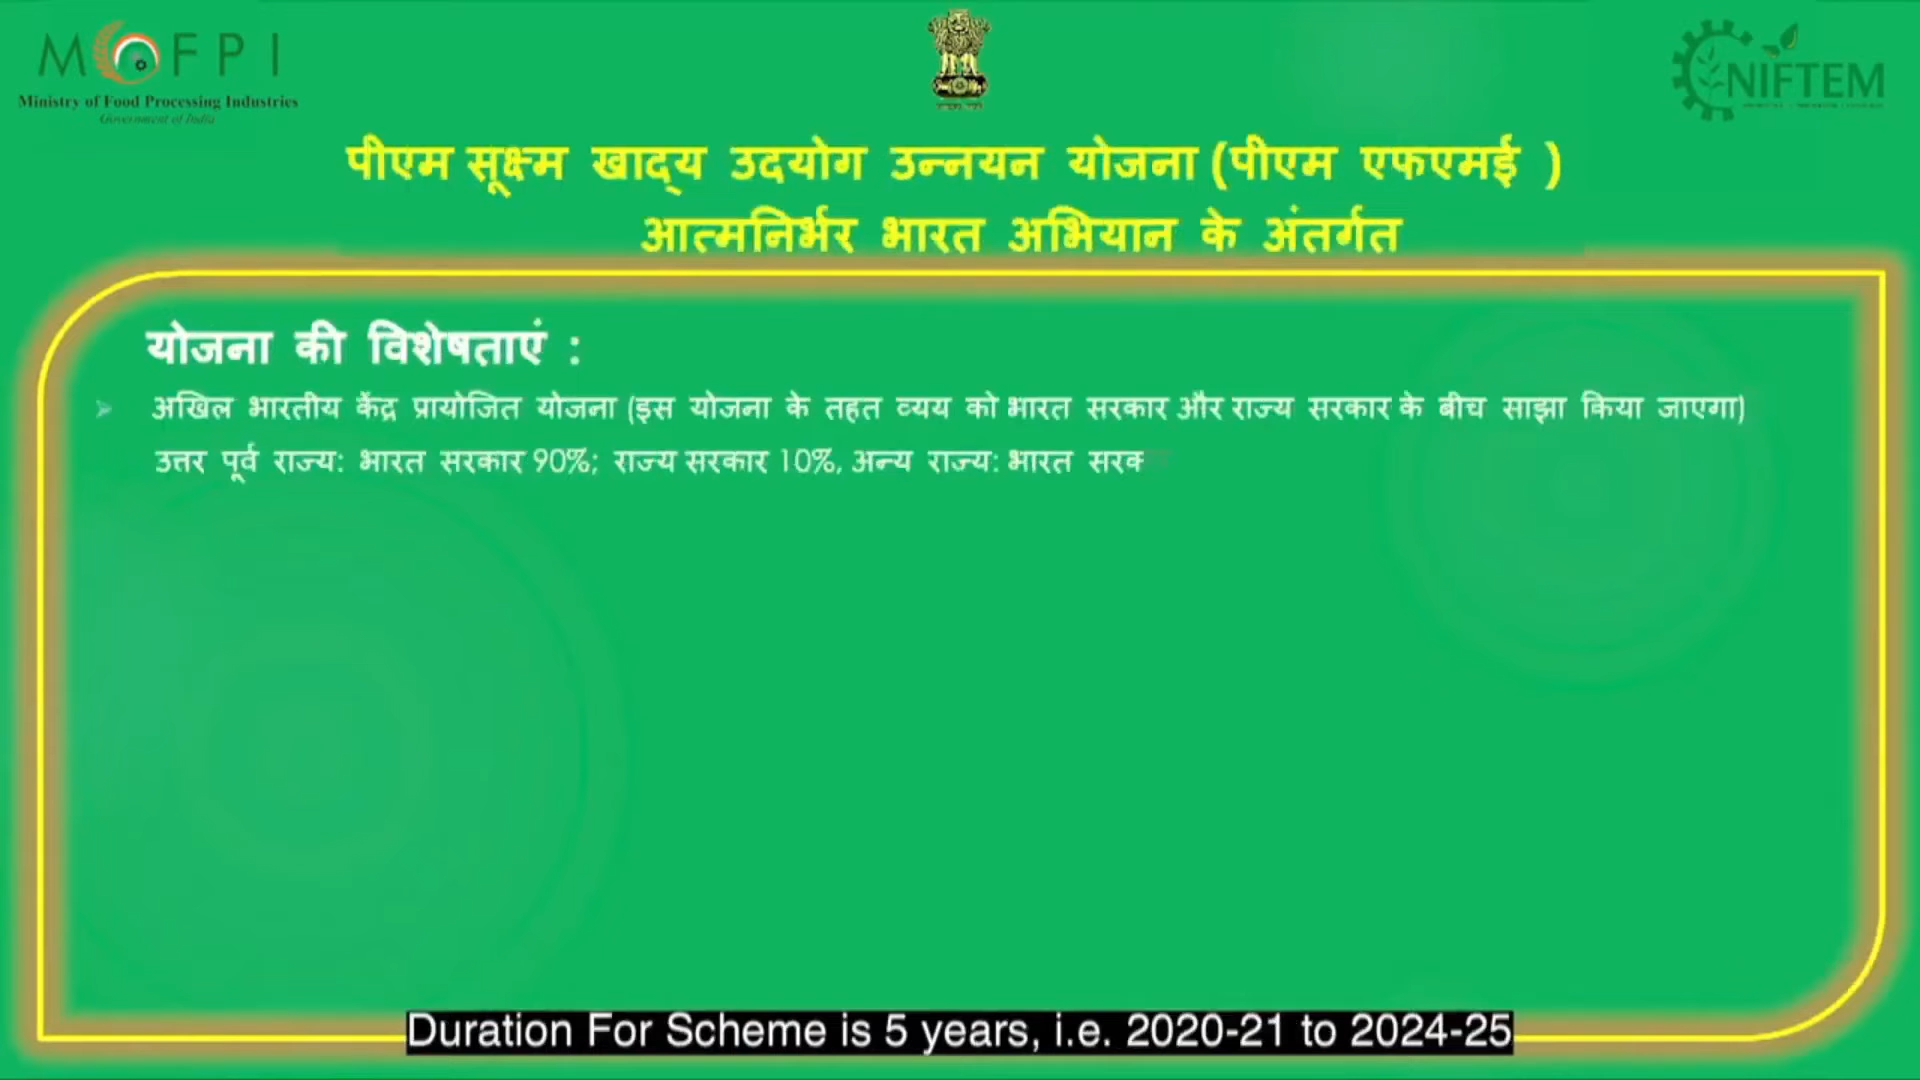 MOFPI
Ministry of Food Processing Industries
Government of India
NIFTEM
पीएम सूक्ष्म खाद्य उदयोग उन्नयन योजना (पीएम एफएमई )
आत्मनिर्भर भारत अभियान के अंतर्गत
योजना की विशेषताएं :
अखिल भारतीय केंद्र प्रायोजित योजना (इस योजना के तहत व्यय को भारत सरकार और राज्य सरकार के बीच साझा किया जाएगा)
उत्तर पूर्व राज्य: भारत सरकार 90%; राज्य सरकार 10%, अन्य राज्य: भारत सरक
Duration For Scheme is 5 years, i.e. 2020-21 to 2024-25